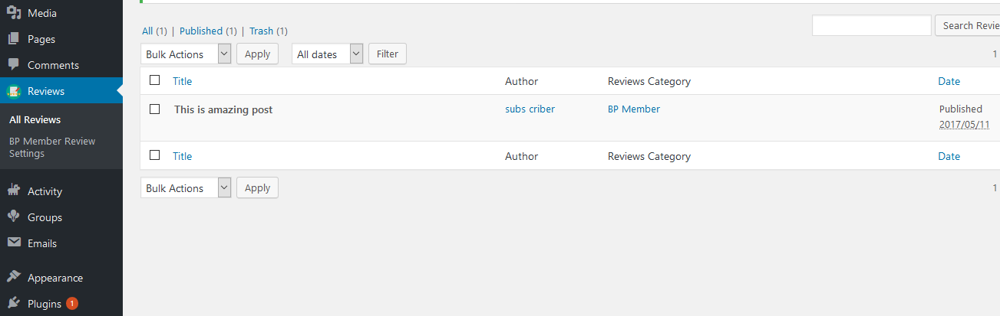 Media
Pages
Comments
Reviews
All Reviews
BP Member Review
Settings
Activity
Groups
Emails
Appearance
Plugins 1
All (1) | Published (1) | Trash (1)
Search Revie
Bulk Actions Apply All dates Filter 1
Title Author Reviews Category Date
This is amazing post subs criber BP Member Published
2017/05/11
Title Author Reviews Category Date
Bulk Actions Apply 1